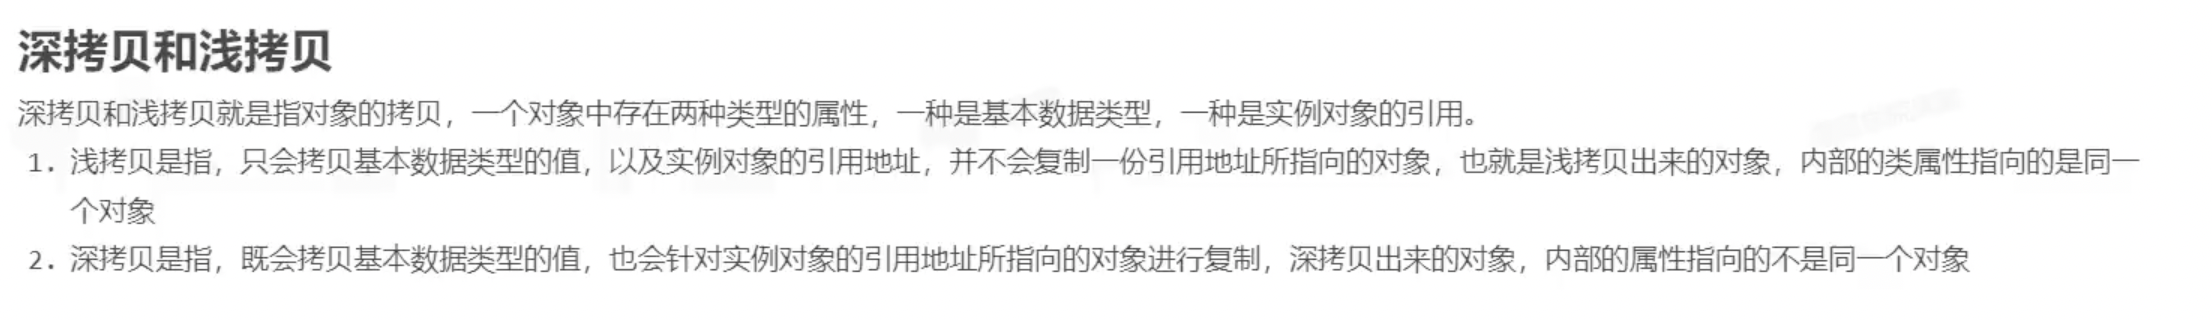 深拷贝和浅拷贝
深拷贝和浅拷贝就是指对象的拷贝，一个对象中存在两种类型的属性，一种是基本数据类型，一种是实例对象的引用。
1. 浅拷贝是指，只会拷贝基本数据类型的值，以及实例对象的引用地址，并不会复制一份引用地址所指向的对象，也就是浅拷贝出来的对象，内部的类属性指向的是同一
个对象
2. 深拷贝是指，既会拷贝基本数据类型的值，也会针对实例对象的引用地址所指向的对象进行复制，深拷贝出来的对象，内部的属性指向的不是同一个对象